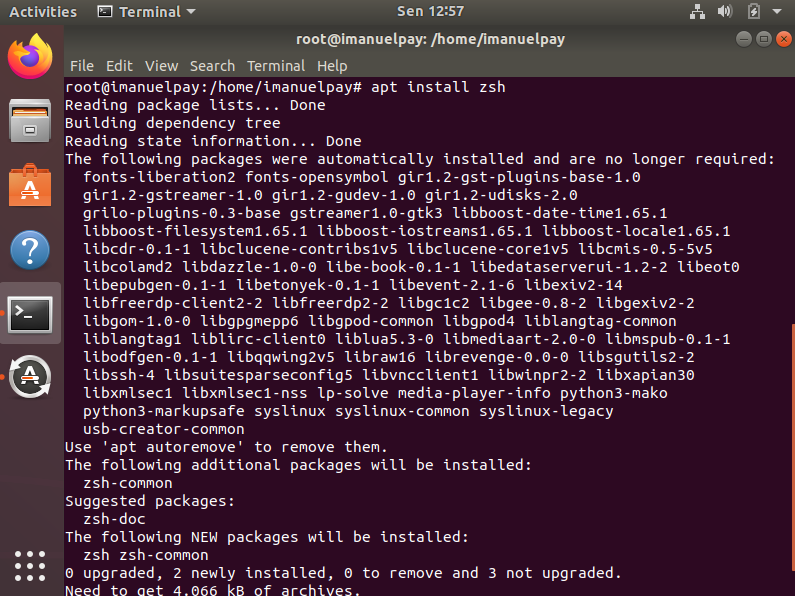 Activities Terminal Sen 12:57
root@imanuelpay: /home/imanuelpay
File Edit View Search Terminal Help
root@imanuelpay:/home/imanuelpay# apt install zsh
Reading package lists... Done
Building dependency tree
Reading state information... Done
The following packages were automatically installed and are no longer required:
  fonts-liberation2 fonts-opensymbol gir1.2-gst-plugins-base-1.0
  gir1.2-gstreamer-1.0 gir1.2-gudev-1.0 gir1.2-udisks-2.0
  grilo-plugins-0.3-base gstreamer1.0-gtk3 libboost-date-time1.65.1
  libboost-filesystem1.65.1 libboost-iostreams1.65.1 libboost-locale1.65.1
  libcdr-0.1-1 libclucene-contribs1v5 libclucene-core1v5 libcmis-0.5-5v5
  libcolamd2 libdazzle-1.0-0 libe-book-0.1-1 libedataserverui-1.2-2 libeot0
  libepubgen-0.1-1 libetonyek-0.1-1 libevent-2.1-6 libexiv2-14
  libfreerdp-client2-2 libfreerdp2-2 libgc1c2 libgee-0.8-2 libgexiv2-2
  libgom-1.0-0 libgpgmepp6 libgpod-common libgpod4 liblangtag-common
  liblangtag1 liblirc-client0 liblua5.3-0 libmediaart-2.0-0 libmspub-0.1-1
  libodfgen-0.1-1 libqqwing2v5 libraw16 librevenge-0.0-0 libsgutils2-2
  libssh-4 libsuitesparseconfig5 libvncclient1 libwinpr2-2 libxapian30
  libxmlsec1 libxmlsec1-nss lp-solve media-player-info python3-mako
  python3-markupsafe syslinux syslinux-common syslinux-legacy
  usb-creator-common
Use 'apt autoremove' to remove them.
The following additional packages will be installed:
  zsh-common
Suggested packages:
  zsh-doc
The following NEW packages will be installed:
  zsh zsh-common
0 upgraded, 2 newly installed, 0 to remove and 3 not upgraded.
Need to get 4.066 kB of archives.